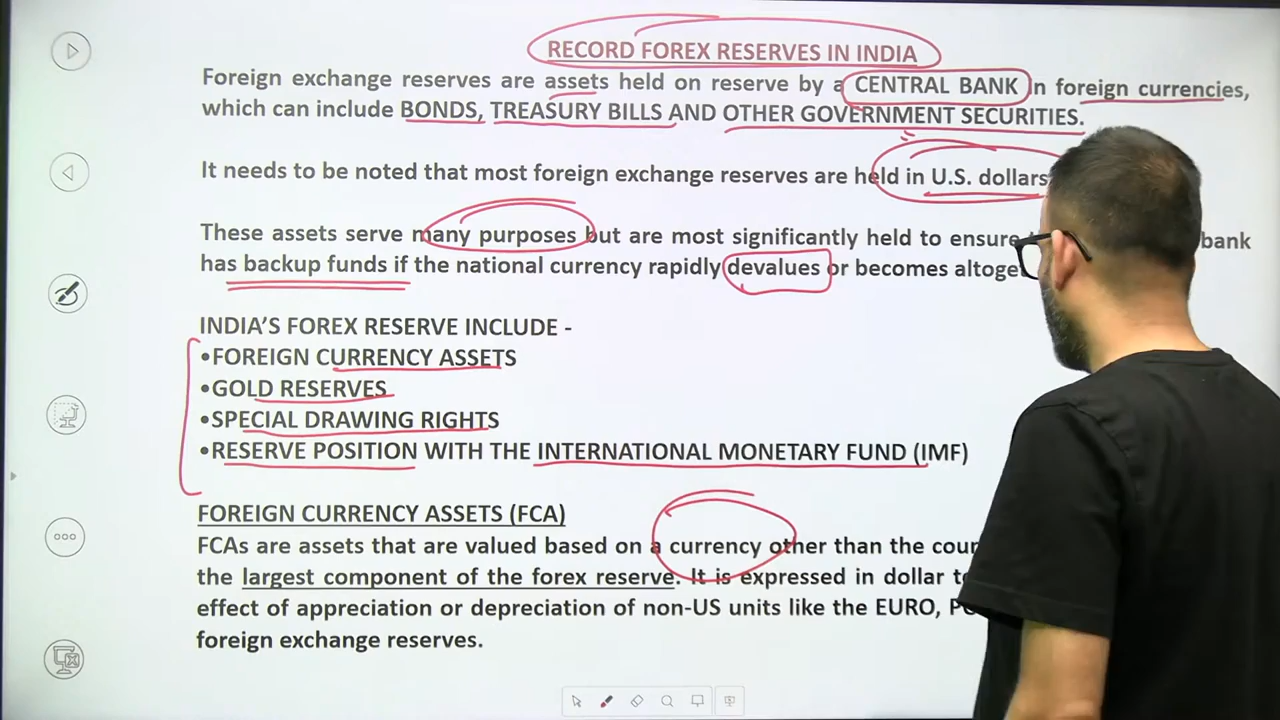 RECORD FOREX RESERVES IN INDIA
Foreign exchange reserves are assets held on reserve by a CENTRAL BANK in foreign currencies,
which can include BONDS, TREASURY BILLS AND OTHER GOVERNMENT SECURITIES.
It needs to be noted that most foreign exchange reserves are held in U.S. dollars
These assets serve many purposes but are most significantly held to ensure bank
has backup funds if the national currency rapidly devalues or becomes
INDIA'S FOREX RESERVE INCLUDE -
•FOREIGN CURRENCY ASSETS
•GOLD RESERVES
•SPECIAL DRAWING RIGHTS
•RESERVE POSITION WITH THE INTERNATIONAL MONETARY FUND (IMF)
FOREIGN CURRENCY ASSETS (FCA)
FCAs are assets that are valued based on a currency other than the
the largest component of the forex reserve. It is expressed in dollar
effect of appreciation or depreciation of non-US units like the EURO,
foreign exchange reserves.